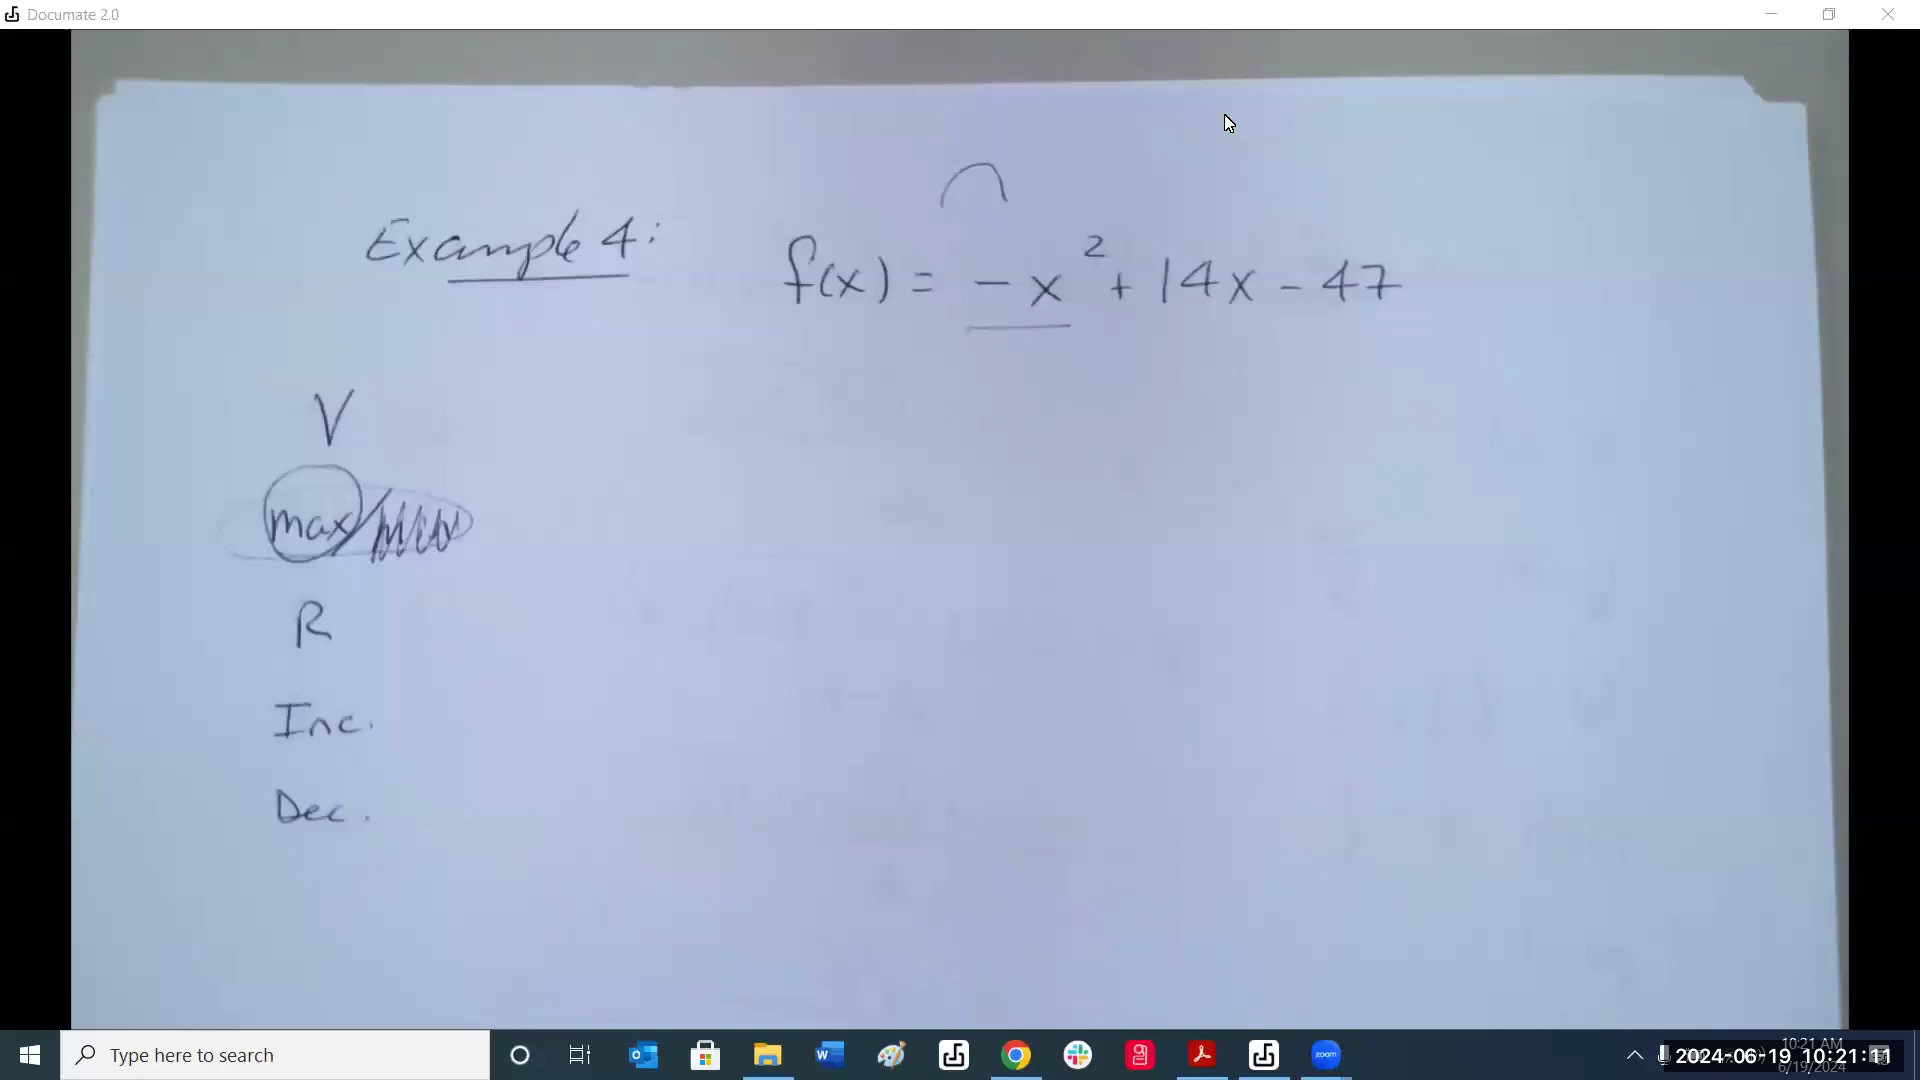 Documate 2.0
Example 4: f(x) = -x² + 14x - 47
V
max/min
R
Inc.
Dec.
Type here to search
10:21 AM
2024-06-19 10:21:11
6/19/2024